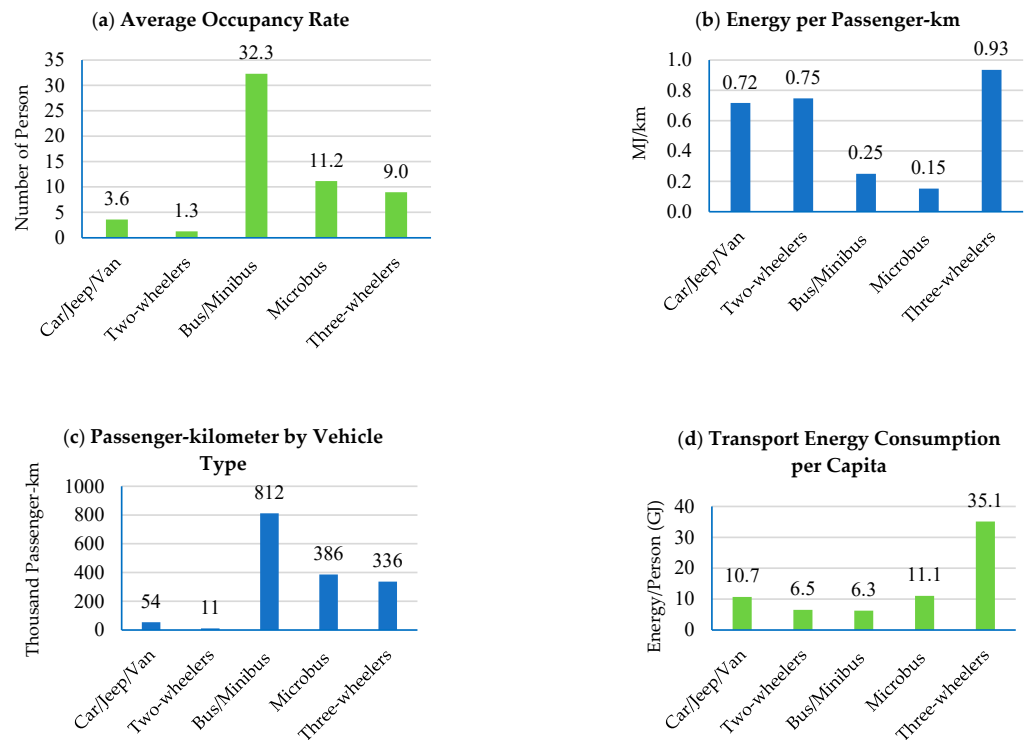 (a) Average Occupancy Rate
Number of Person
35
30
25
20
15
10
5
0
3.6
1.3
32.3
11.2
9.0
Car/Jeep/Van
Two-wheelers
Bus/Minibus
Microbus
Three-wheelers
(b) Energy per Passenger-km
MJ/km
1.0
0.8
0.6
0.4
0.2
0.0
0.72
0.75
0.25
0.15
0.93
Car/Jeep/Van
Two-wheelers
Bus/Minibus
Microbus
Three-wheelers
(c) Passenger-kilometer by Vehicle
Type
Thousand Passenger-km
1000
800
600
400
200
0
54
11
812
386
336
Car/Jeep/Van
Two-wheelers
Bus/Minibus
Microbus
Three-wheelers
(d) Transport Energy Consumption
per Capita
Energy/Person (GJ)
40
30
20
10
0
10.7
6.5
6.3
11.1
35.1
Car/Jeep/Van
Two-wheelers
Bus/Minibus
Microbus
Three-wheelers